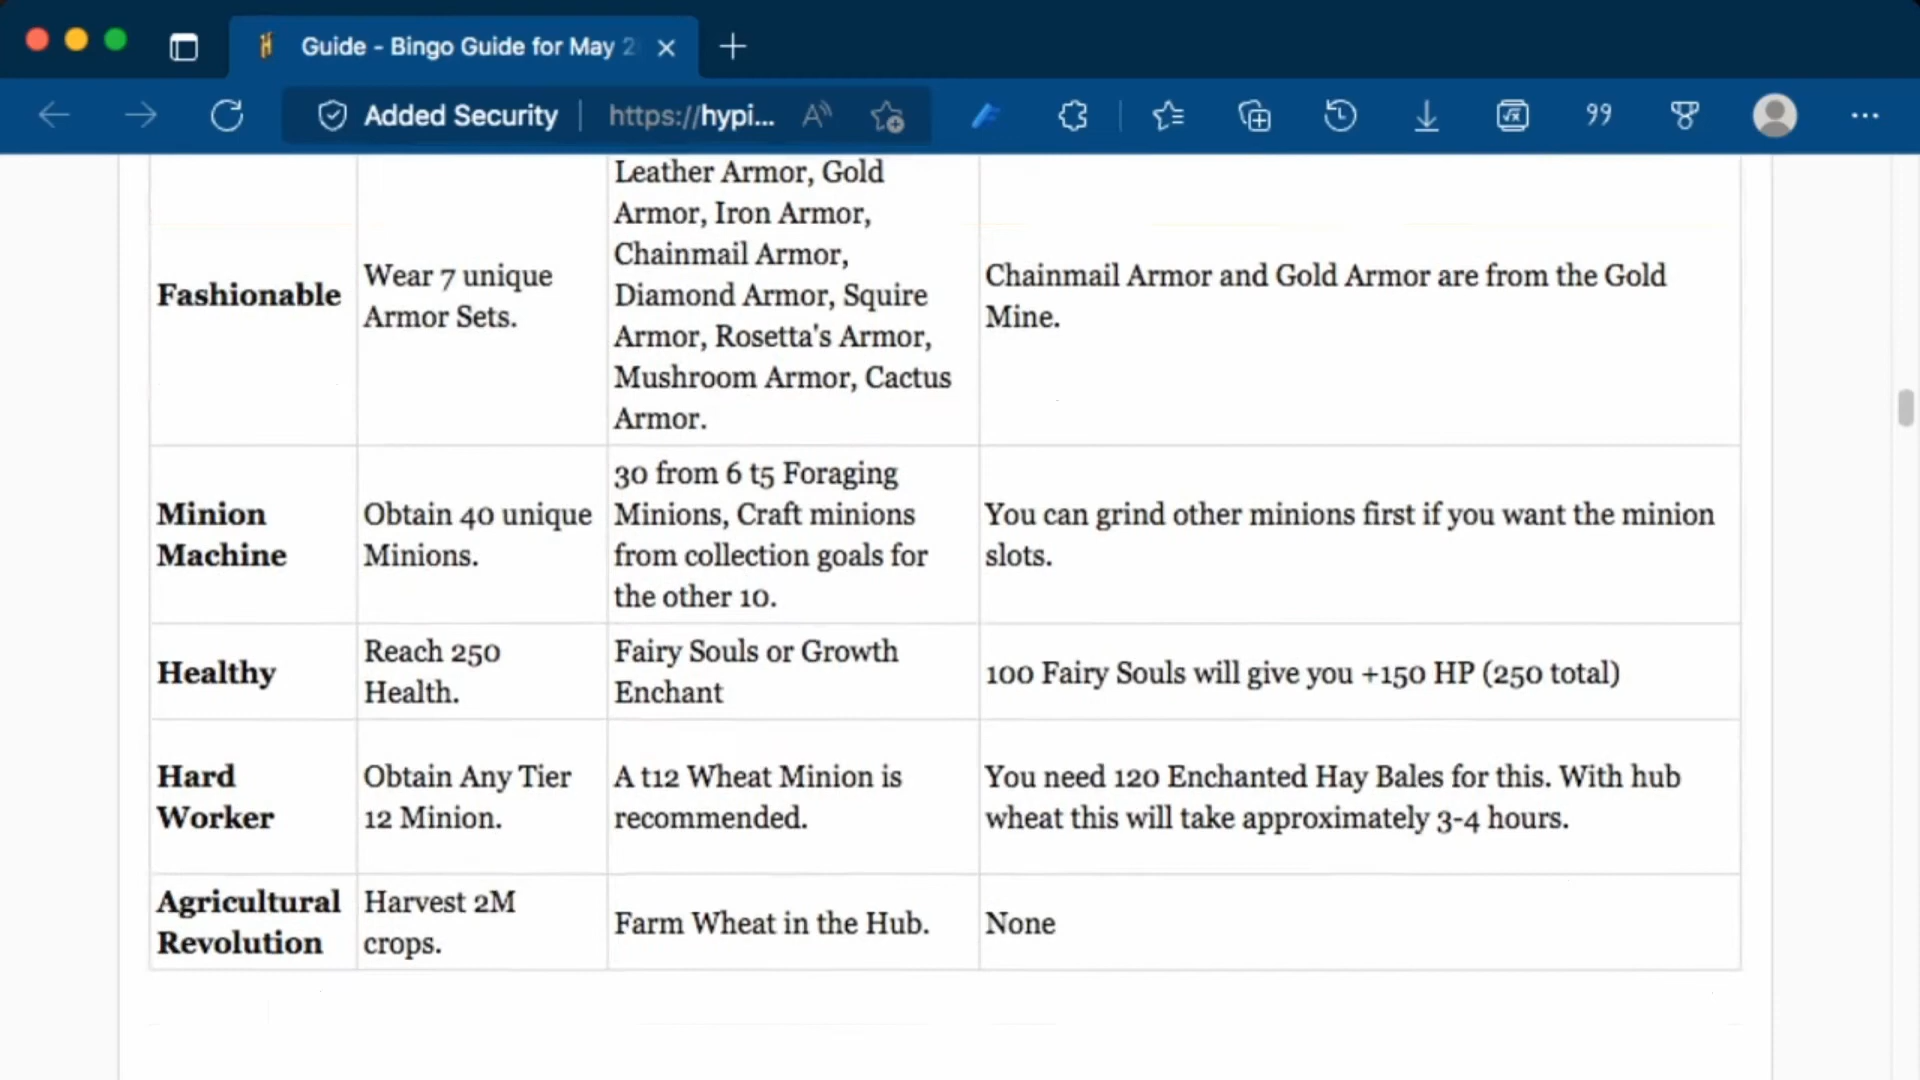 Guide - Bingo Guide for May 2
Added Security
https://hypi...
Leather Armor, Gold
Armor, Iron Armor,
Chainmail Armor,
Diamond Armor, Squire
Armor, Rosetta's Armor,
Mushroom Armor, Cactus
Armor.
Fashionable
Wear 7 unique
Armor Sets.
Chainmail Armor and Gold Armor are from the Gold
Mine.
Minion
Machine
Obtain 40 unique
Minions.
30 from 6 t5 Foraging
Minions, Craft minions
from collection goals for
the other 10.
You can grind other minions first if you want the minion
slots.
Healthy
Reach 250
Health.
Fairy Souls or Growth
Enchant
100 Fairy Souls will give you +150 HP (250 total)
Hard
Worker
Obtain Any Tier
12 Minion.
A t12 Wheat Minion is
recommended.
You need 120 Enchanted Hay Bales for this. With hub
wheat this will take approximately 3-4 hours.
Agricultural
Revolution
Harvest 2M
crops.
Farm Wheat in the Hub.
None